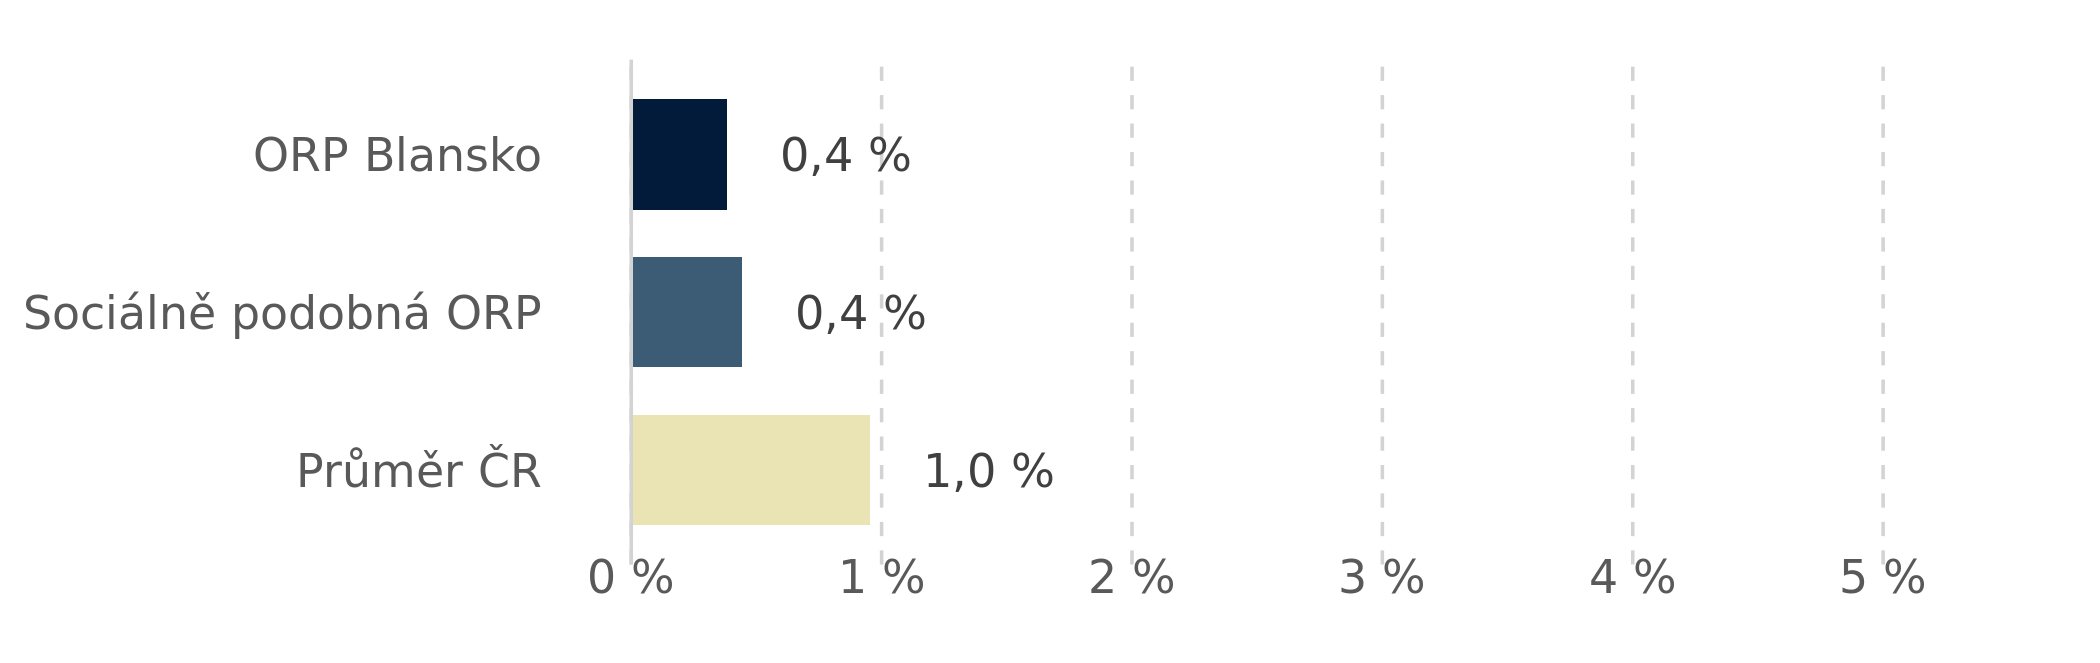 ORP Blansko 0,4 %
Sociálně podobná ORP 0,4 %
Průměr ČR 1,0 %
0 % 1 % 2 % 3 % 4 % 5 %